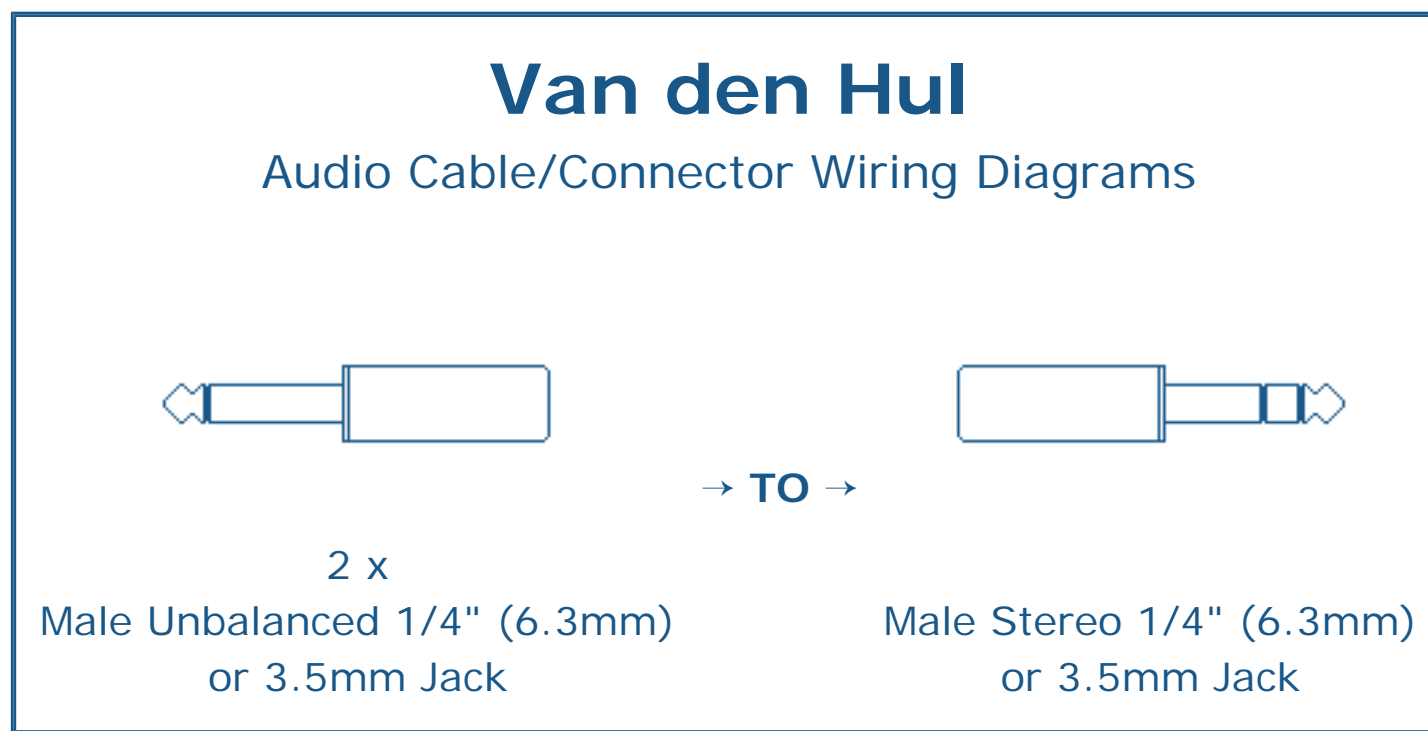 Van den Hul
Audio Cable/Connector Wiring Diagrams
→ TO →
2 x
Male Unbalanced 1/4" (6.3mm)
or 3.5mm Jack
Male Stereo 1/4" (6.3mm)
or 3.5mm Jack